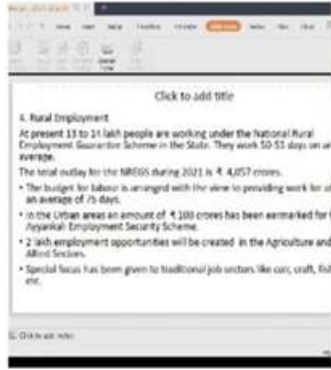 Click to add title
4. Rural Employment
At present 13 to 14 lakh people are working under the National Rural
Employment Guarantee Scheme in the State. They work 50-55 days on an
average.
The total outlay for the NREGS during 2021 is ₹ 4,057 crores.
• The budget for labour is arranged with the view to providing work for
an average of 75 days.
• In the Urban areas an amount of ₹ 100 crores has been earmarked for
Ayyankali Employment Security Scheme.
• 2 lakh employment opportunities will be created in the Agriculture and
Allied Sectors.
• Special focus has been given to traditional job sectors like coir, craft,
etc.
Click to add notes